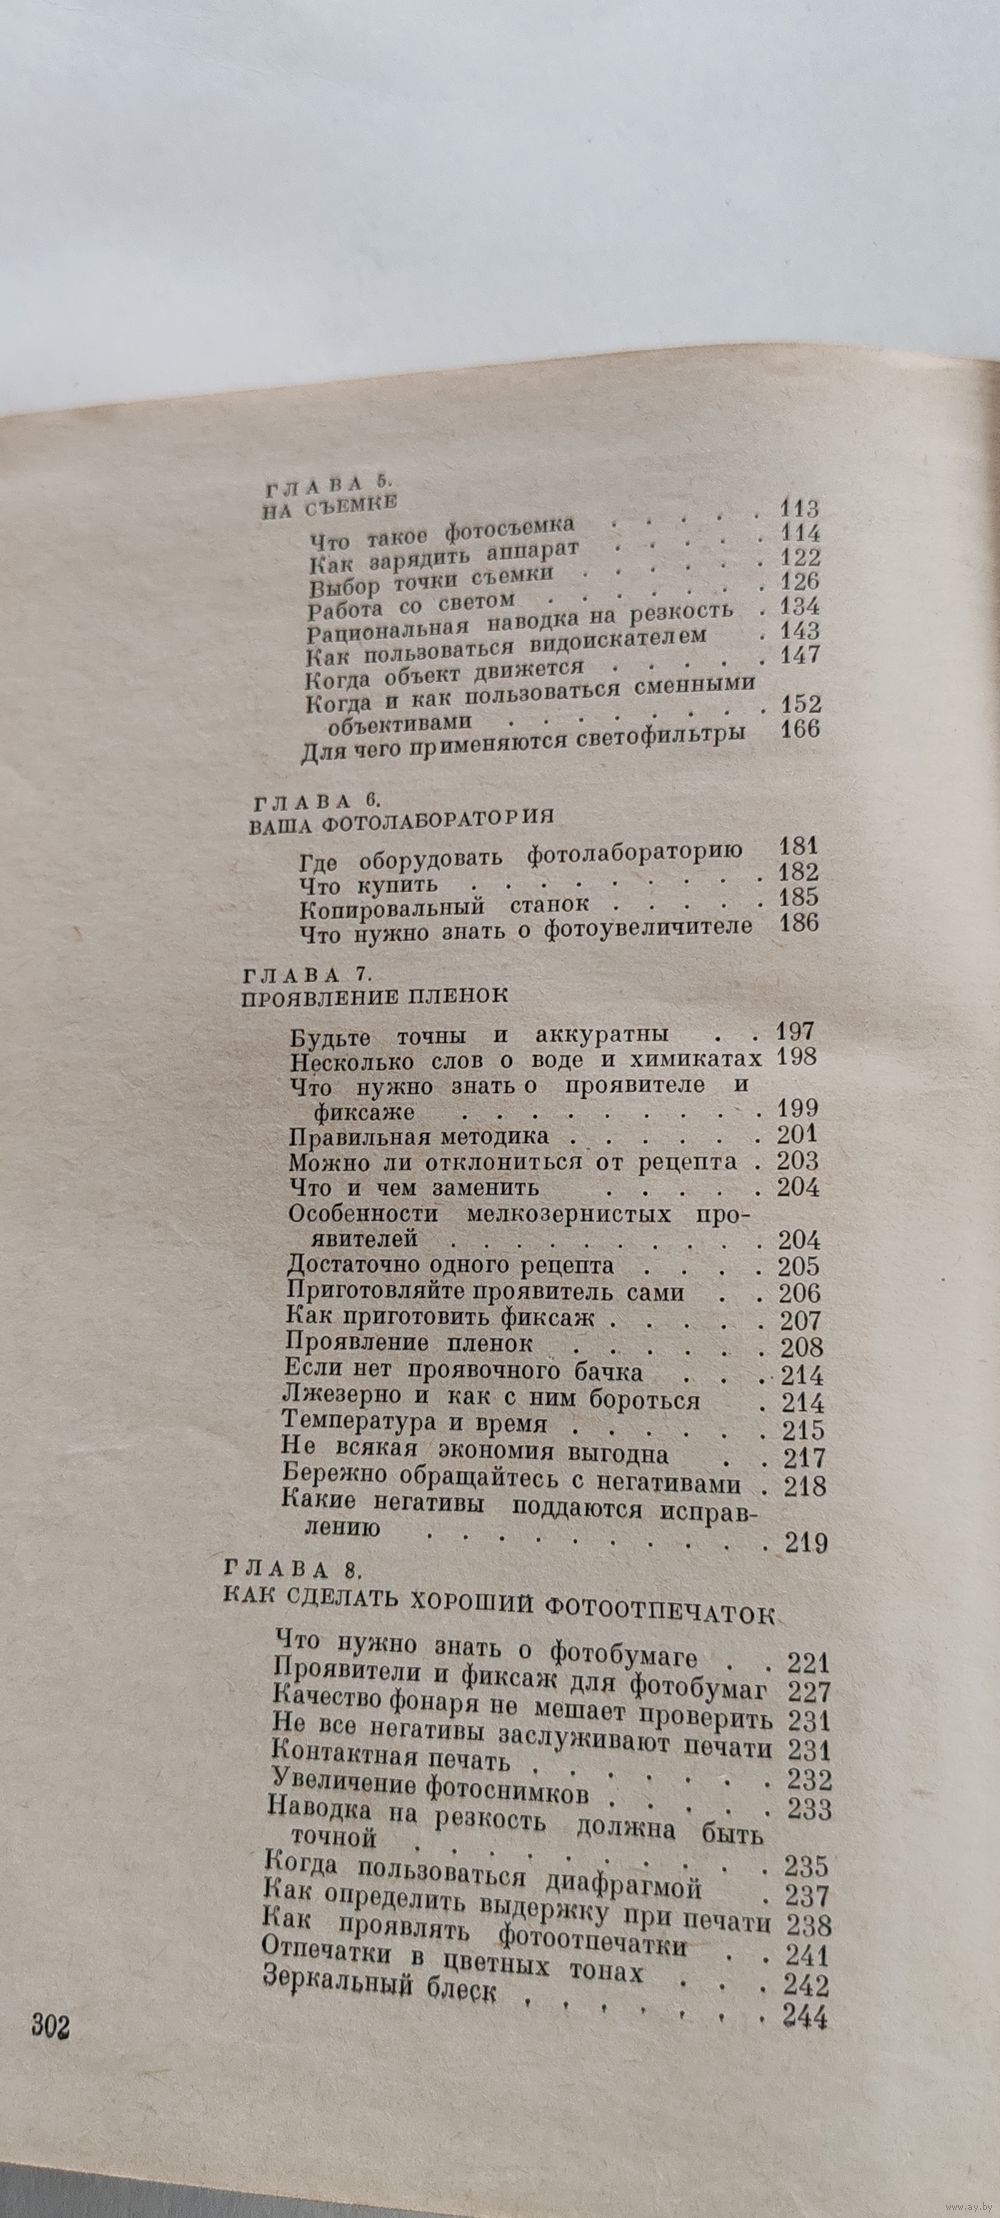 ГЛАВА 5.
НА СЪЕМКЕ
Что такое фотосъемка . . . . . 113
Как зарядить аппарат . . . . . 114
Выбор точки съемки . . . . . . 122
Работа со светом . . . . . . . 126
Рациональная наводка на резкость . 134
Как пользоваться видоискателем . 143
Когда объект движется . . . . . 147
Когда и как пользоваться сменными
объективами . . . . . . . . 152
Для чего применяются светофильтры 166
ГЛАВА 6.
ВАША ФОТОЛАБОРАТОРИЯ
Где оборудовать фотолабораторию 181
Что купить . . . . . . . . . 182
Копировальный станок . . . . . 185
Что нужно знать о фотоувеличителе 186
ГЛАВА 7.
ПРОЯВЛЕНИЕ ПЛЕНОК
Будьте точны и аккуратны . . 197
Несколько слов о воде и химикатах 198
Что нужно знать о проявителе и
фиксаже . . . . . . . . . 199
Правильная методика . . . . . . 201
Можно ли отклониться от рецепта . 203
Что и чем заменить . . . . . 204
Особенности мелкозернистых про-
явителей . . . . . . . . . . 204
Достаточно одного рецепта . . . . 205
Приготовляйте проявитель сами . . 206
Как приготовить фиксаж . . . . . 207
Проявление пленок . . . . . . 208
Если нет проявочного бачка . . . 214
Лжезерно и как с ним бороться . 214
Температура и время . . . . . . 215
Не всякая экономия выгодна . . 217
Бережно обращайтесь с негативами . 218
Какие негативы поддаются исправ-
лению . . . . . . . . . . 219
ГЛАВА 8.
КАК СДЕЛАТЬ ХОРОШИЙ ФОТООТПЕЧАТОК
Что нужно знать о фотобумаге . . 221
Проявители и фиксаж для фотобумаг 227
Качество фонаря не мешает проверить 231
Не все негативы заслуживают печати 231
Контактная печать . . . . . . . 232
Увеличение фотоснимков . . . . . 233
Наводка на резкость должна быть
точной . . . . . . . . . . 235
Когда пользоваться диафрагмой . 237
Как определить выдержку при печати 238
Как проявлять фотоотпечатки . . 241
Отпечатки в цветных тонах . . . 242
Зеркальный блеск . . . . . . . 244
302
www.ay.by